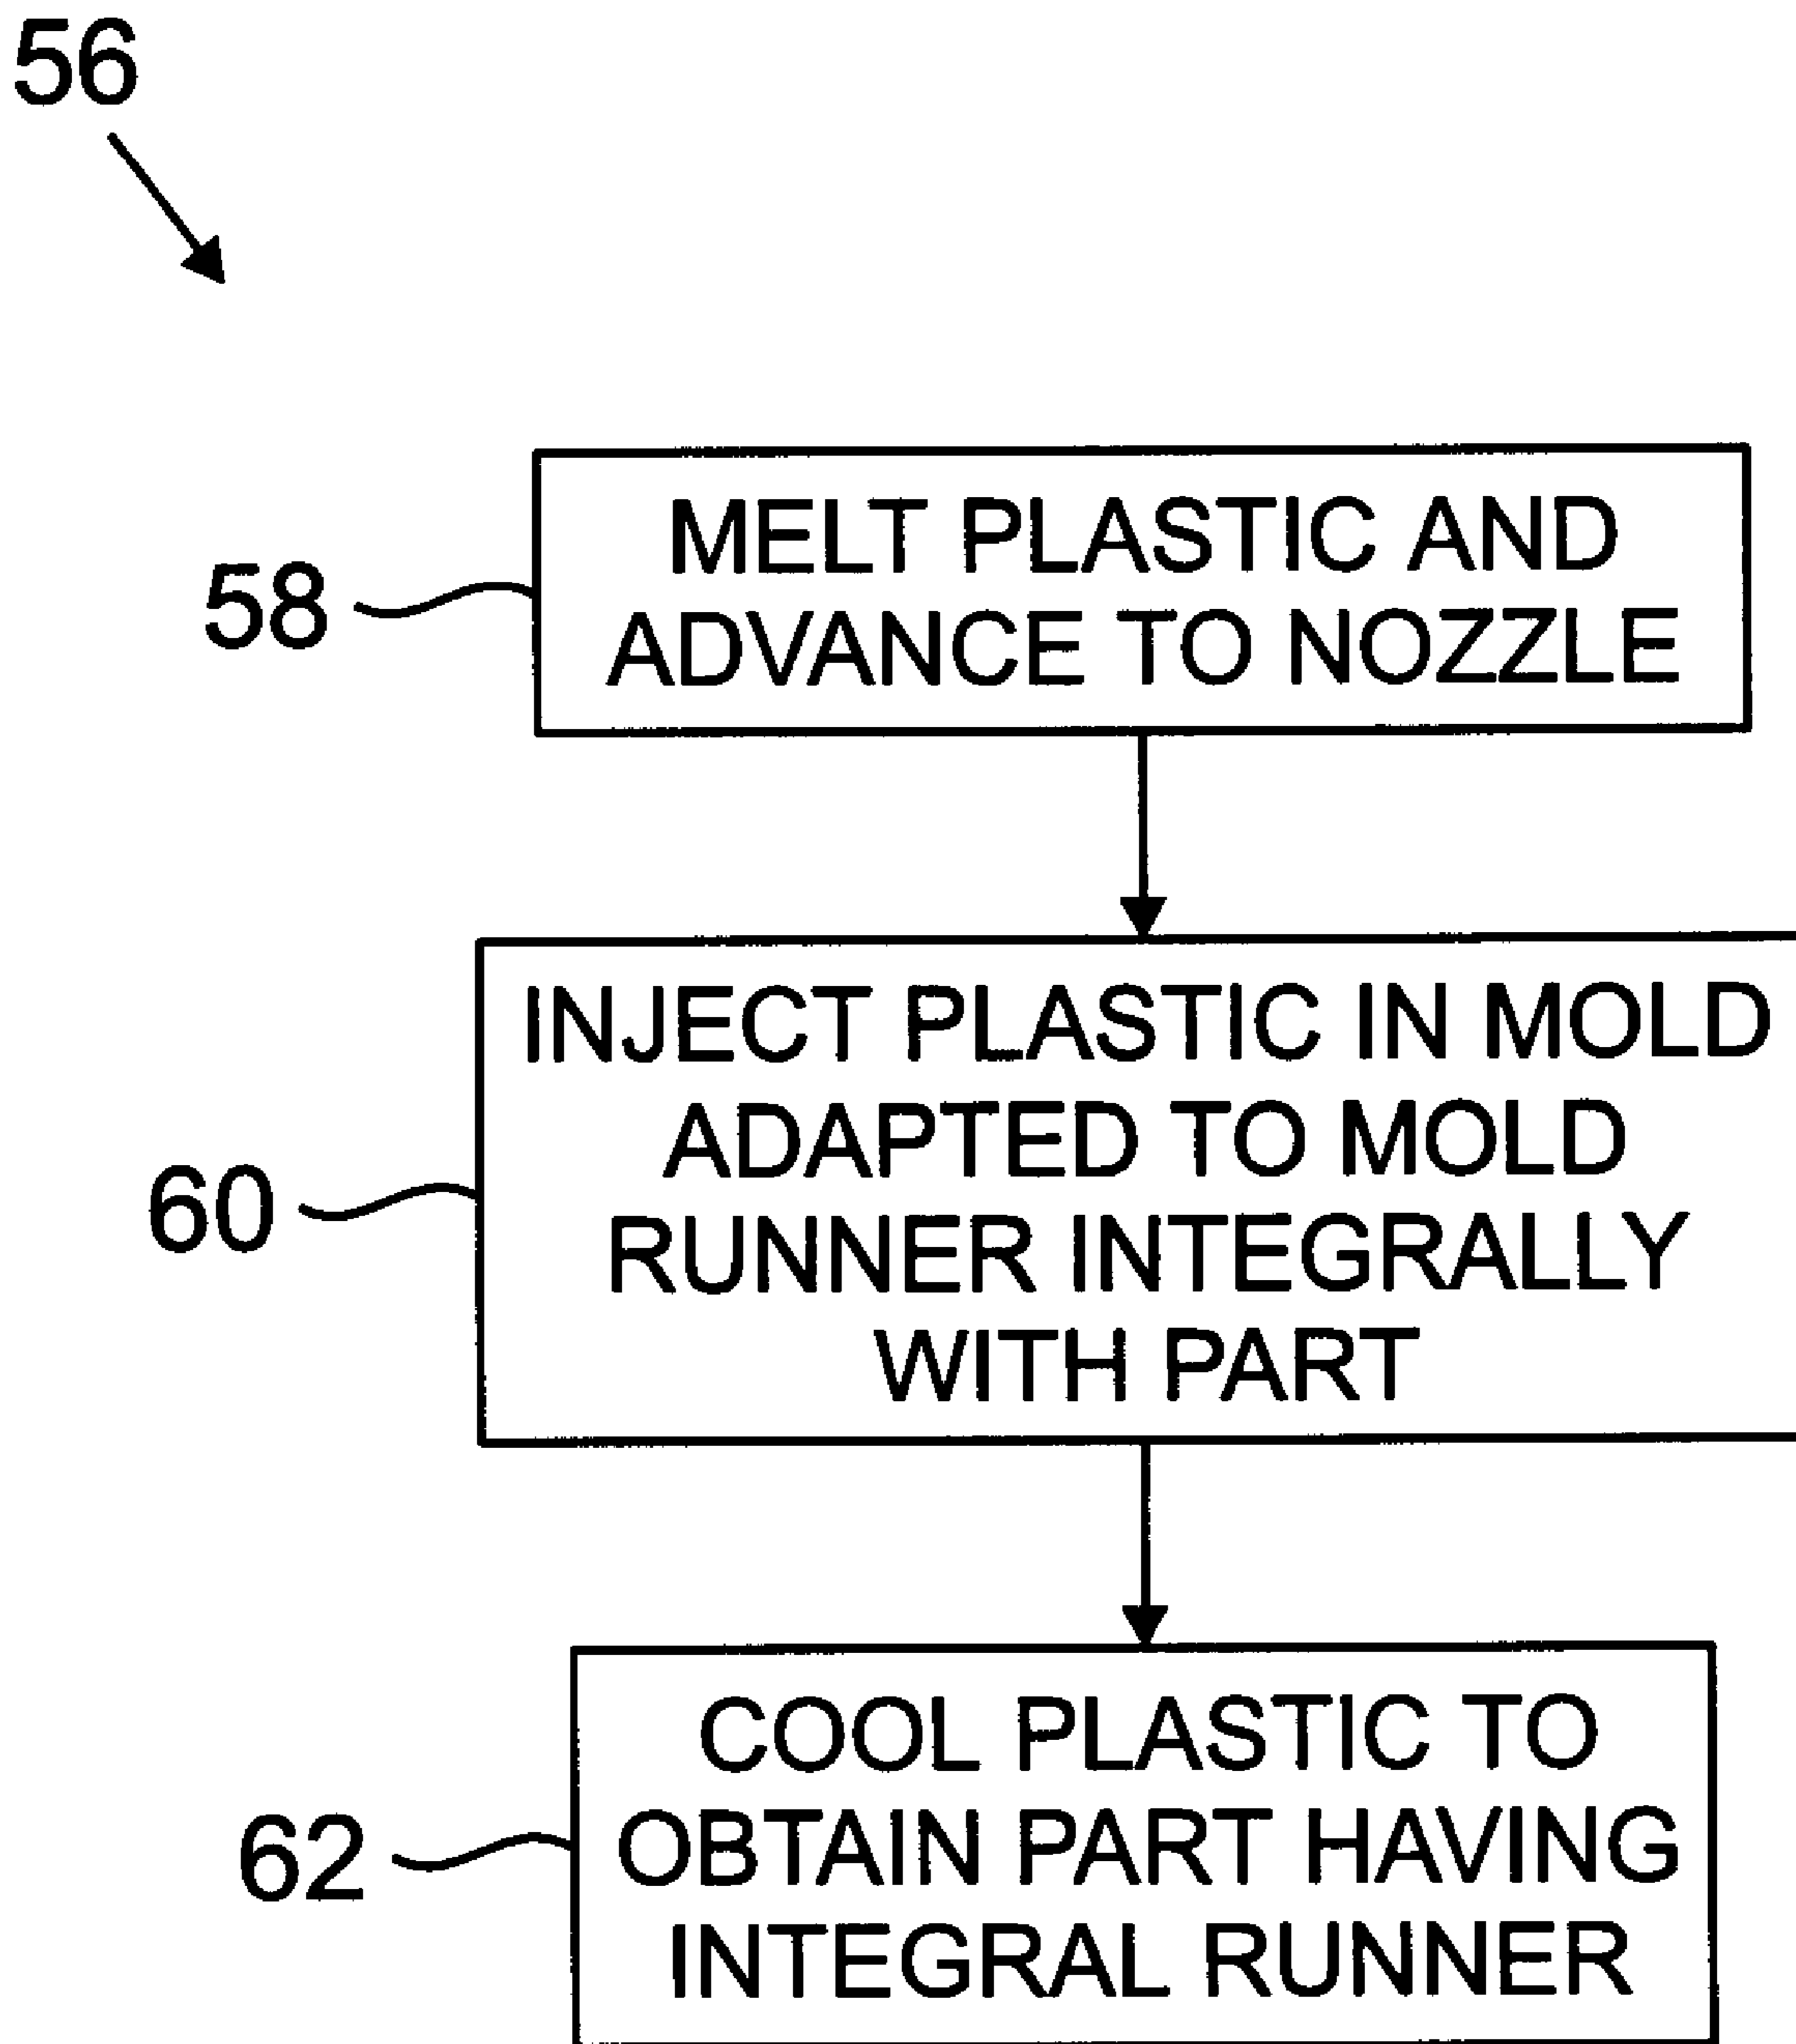 56
58
MELT PLASTIC AND
ADVANCE TO NOZZLE
60
INJECT PLASTIC IN MOLD
ADAPTED TO MOLD
RUNNER INTEGRALLY
WITH PART
62
COOL PLASTIC TO
OBTAIN PART HAVING
INTEGRAL RUNNER